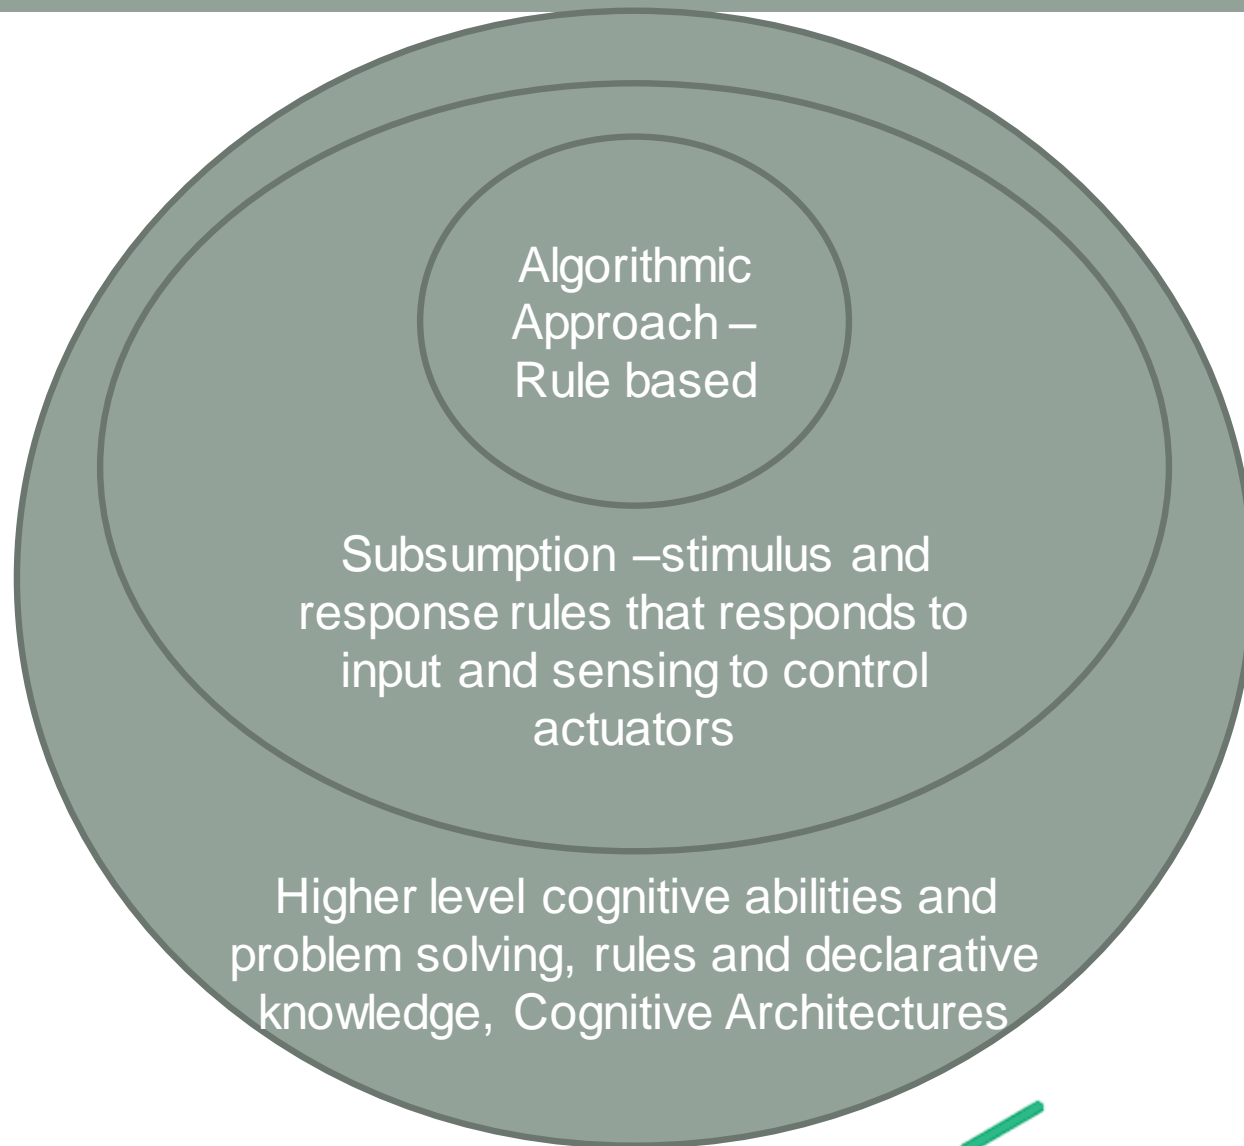 Algorithmic
Approach –
Rule based
Subsumption –stimulus and
response rules that responds to
input and sensing to control
actuators
Higher level cognitive abilities and
problem solving, rules and declarative
knowledge, Cognitive Architectures